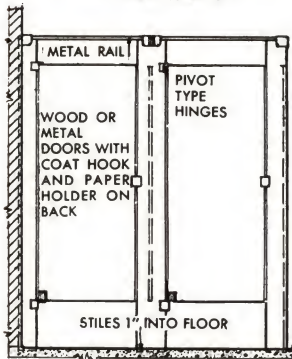 METAL RAIL
PIVOT
TYPE
HINGES
WOOD OR
METAL
DOORS WITH
COAT HOOK
AND PAPER
HOLDER ON
BACK
STILES 1" INTO FLOOR